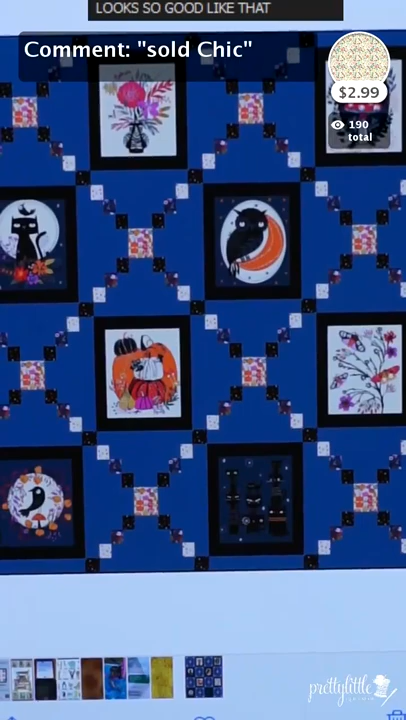 LOOKS SO GOOD LIKE THAT
Comment: "sold Chic"
$2.99
190
total
prettylittle